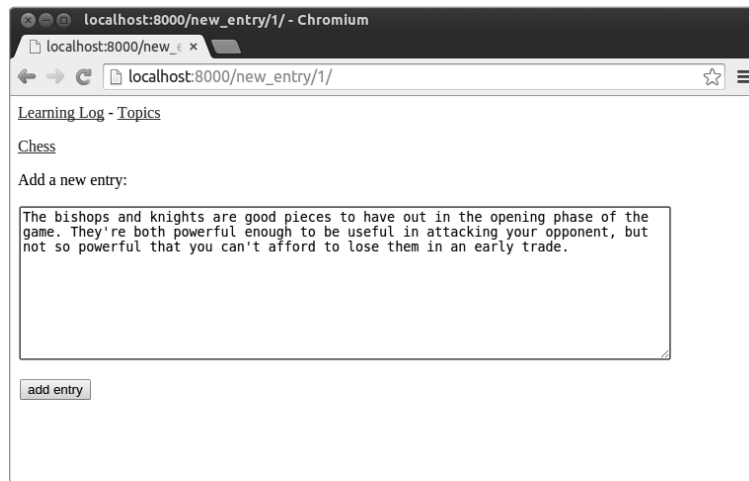 localhost:8000/new_entry/1/ - Chromium
localhost:8000/new_e
localhost:8000/new_entry/1/
Learning Log - Topics
Chess
Add a new entry:
The bishops and knights are good pieces to have out in the opening phase of the
game. They're both powerful enough to be useful in attacking your opponent, but
not so powerful that you can't afford to lose them in an early trade.
add entry